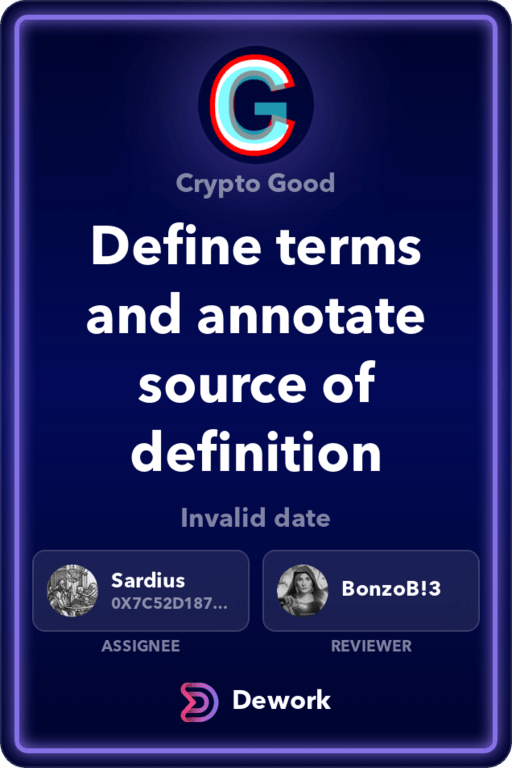 Crypto Good
Define terms
and annotate
source of
definition
Invalid date
Sardius
0X7C52D187...
ASSIGNEE
BonzoB!3
REVIEWER
Dework